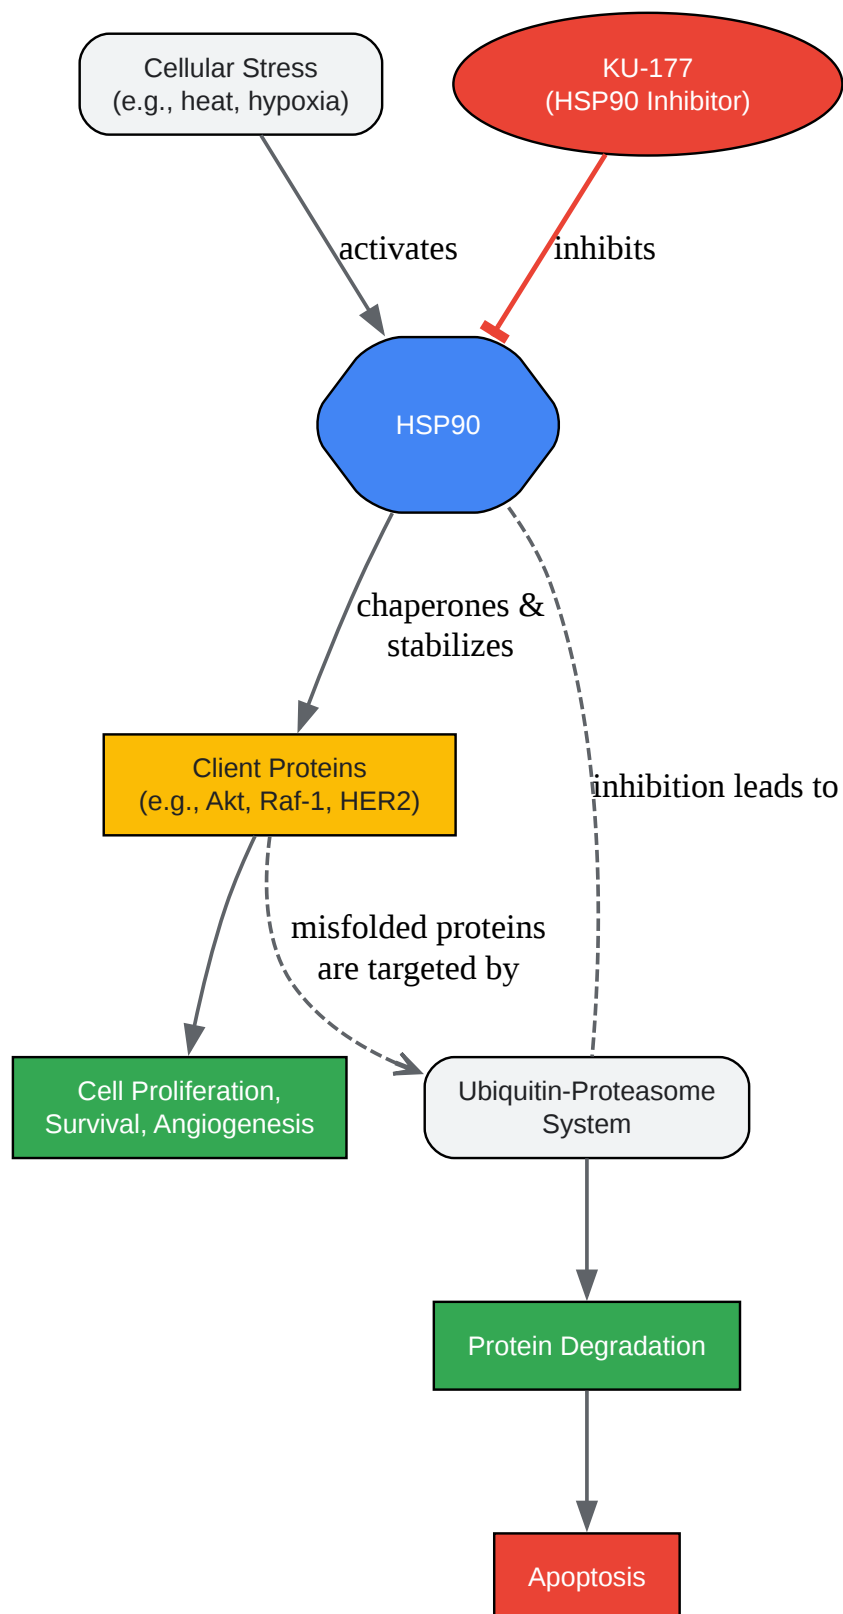 Cellular Stress
(e.g., heat, hypoxia)
KU-177
(HSP90 Inhibitor)
activates
inhibits
HSP90
chaperones &
stabilizes
Client Proteins
(e.g., Akt, Raf-1, HER2)
inhibition leads to
misfolded proteins
are targeted by
Cell Proliferation,
Survival, Angiogenesis
Ubiquitin-Proteasome
System
Protein Degradation
Apoptosis